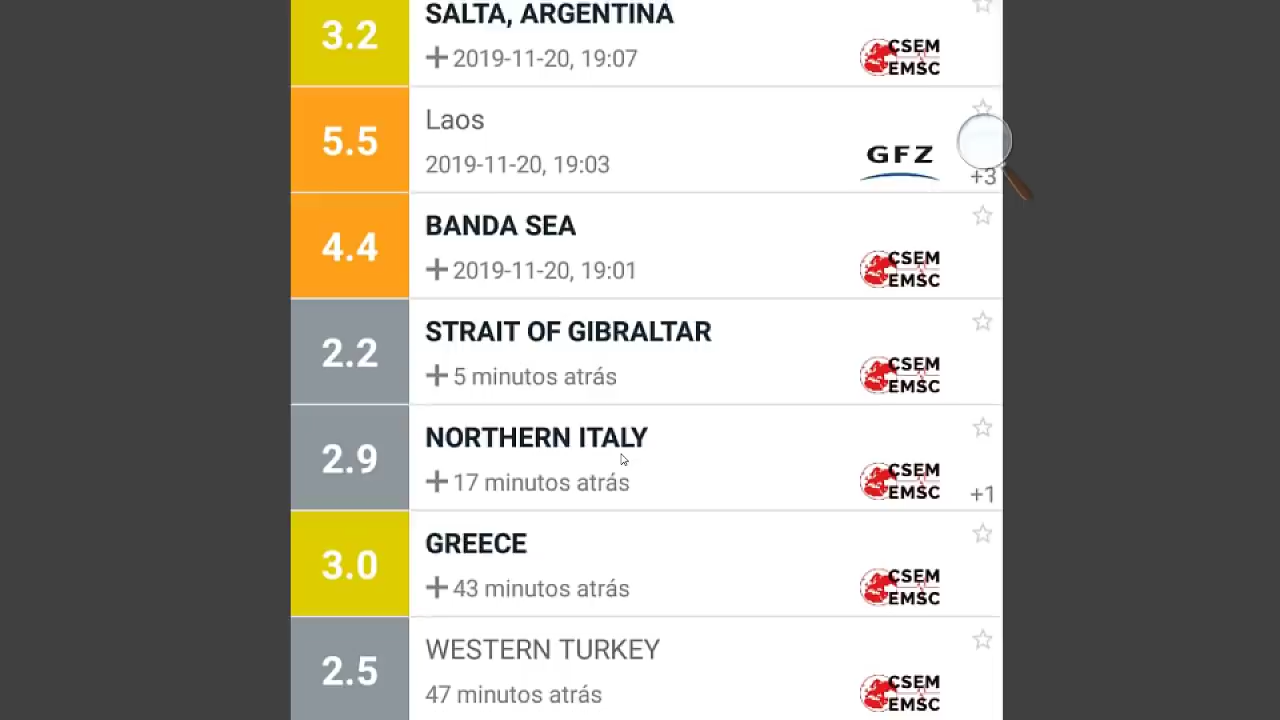 3.2
SALTA, ARGENTINA
+ 2019-11-20, 19:07
CSEM
EMSC
5.5
Laos
2019-11-20, 19:03
GFZ
+3
4.4
BANDA SEA
+ 2019-11-20, 19:01
CSEM
EMSC
2.2
STRAIT OF GIBRALTAR
+ 5 minutos atrás
CSEM
EMSC
2.9
NORTHERN ITALY
+ 17 minutos atrás
CSEM
EMSC
+1
3.0
GREECE
+ 43 minutos atrás
CSEM
EMSC
2.5
WESTERN TURKEY
47 minutos atrás
CSEM
EMSC